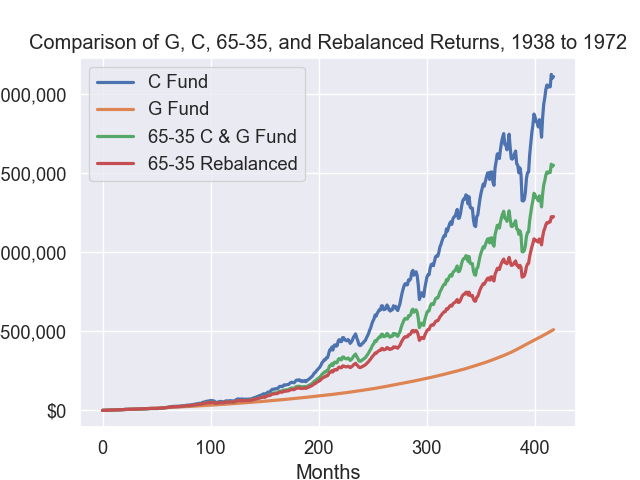 Comparison of G, C, 65-35, and Rebalanced Returns, 1938 to 1972
C Fund
G Fund
65-35 C & G Fund
65-35 Rebalanced
000,000
500,000
000,000
500,000
$0
0 100 200 300 400
Months